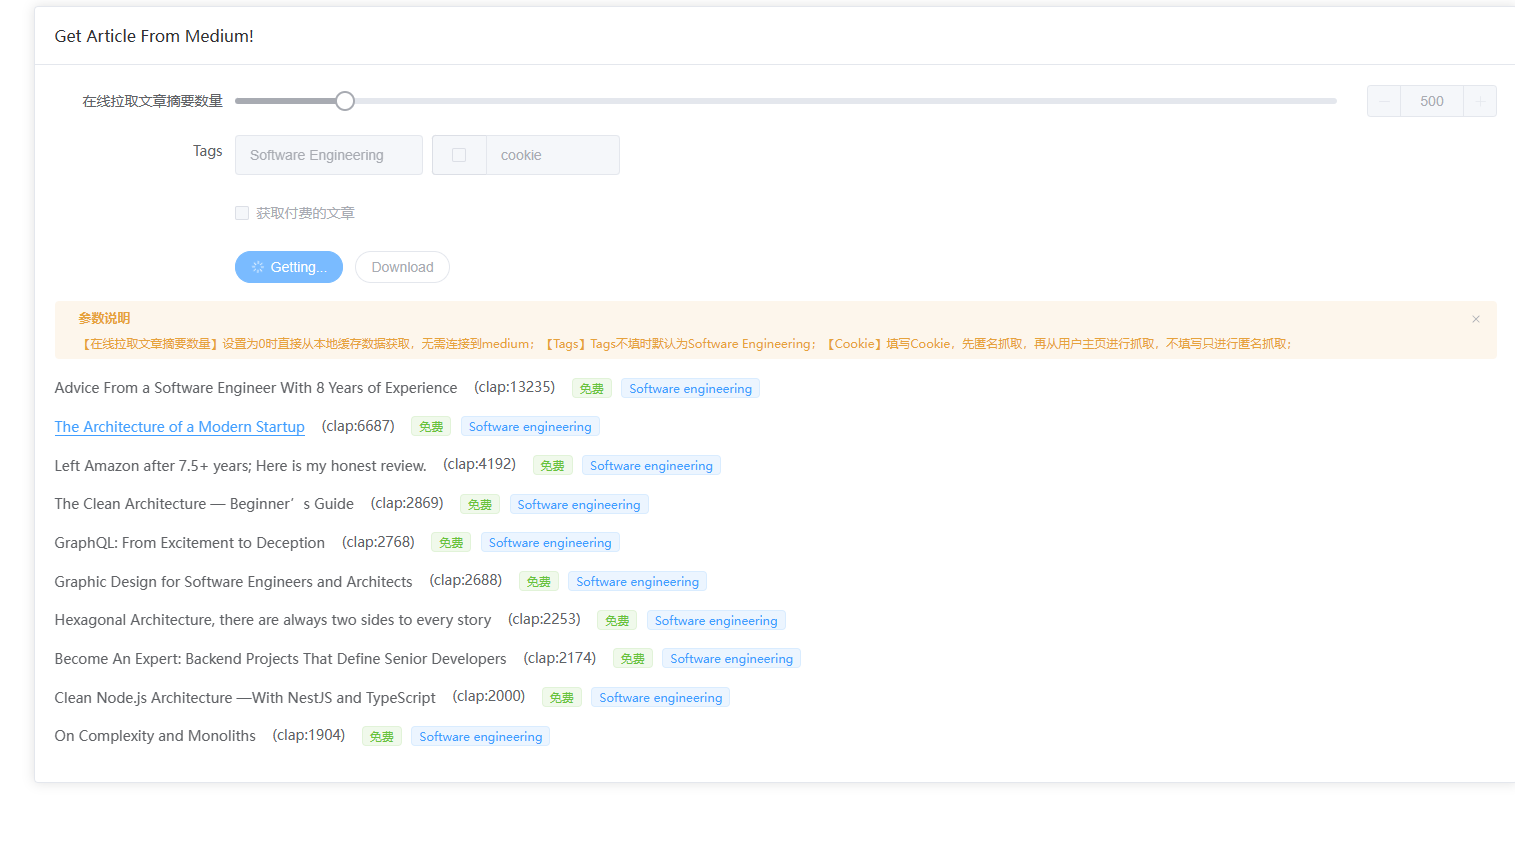 Get Article From Medium!
在线拉取文章摘要数量 500
Tags Software Engineering cookie
获取付费的文章
Getting... Download
参数说明
【在线拉取文章摘要数量】设置为0时直接从本地缓存数据获取，无需连接到medium；【Tags】Tags不填时默认为Software Engineering；【Cookie】填写Cookie，先匿名抓取，再从用户主页进行抓取，不填写只进行匿名抓取；
Advice From a Software Engineer With 8 Years of Experience (clap:13235) 免费 Software engineering
The Architecture of a Modern Startup (clap:6687) 免费 Software engineering
Left Amazon after 7.5+ years; Here is my honest review. (clap:4192) 免费 Software engineering
The Clean Architecture — Beginner’s Guide (clap:2869) 免费 Software engineering
GraphQL: From Excitement to Deception (clap:2768) 免费 Software engineering
Graphic Design for Software Engineers and Architects (clap:2688) 免费 Software engineering
Hexagonal Architecture, there are always two sides to every story (clap:2253) 免费 Software engineering
Become An Expert: Backend Projects That Define Senior Developers (clap:2174) 免费 Software engineering
Clean Node.js Architecture —With NestJS and TypeScript (clap:2000) 免费 Software engineering
On Complexity and Monoliths (clap:1904) 免费 Software engineering